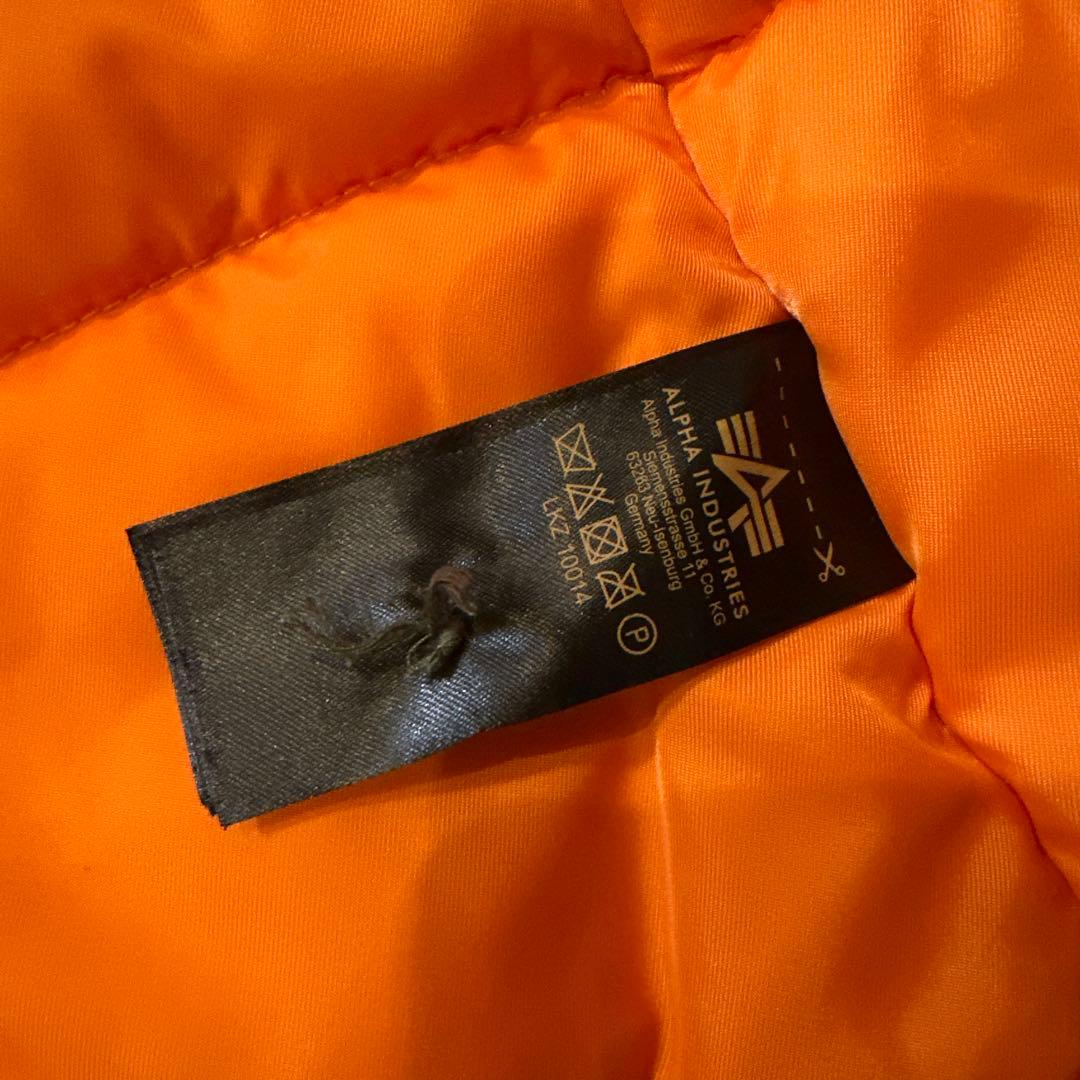 ALPHA INDUSTRIES
Alpha Industries GmbH & Co. KG
Siemensstrasse 11
63263 Neu-Isenburg
Germany
P
LKZ 10014